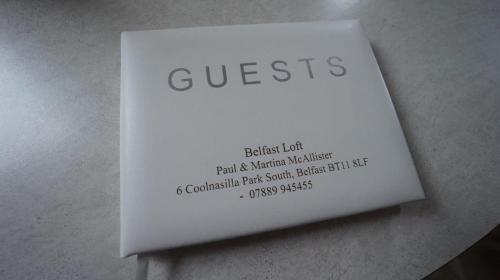 GUESTS
Belfast Loft
Paul & Martina McAllister
6 Coolnasilla Park South, Belfast BT11 8LF
- 07889 945455